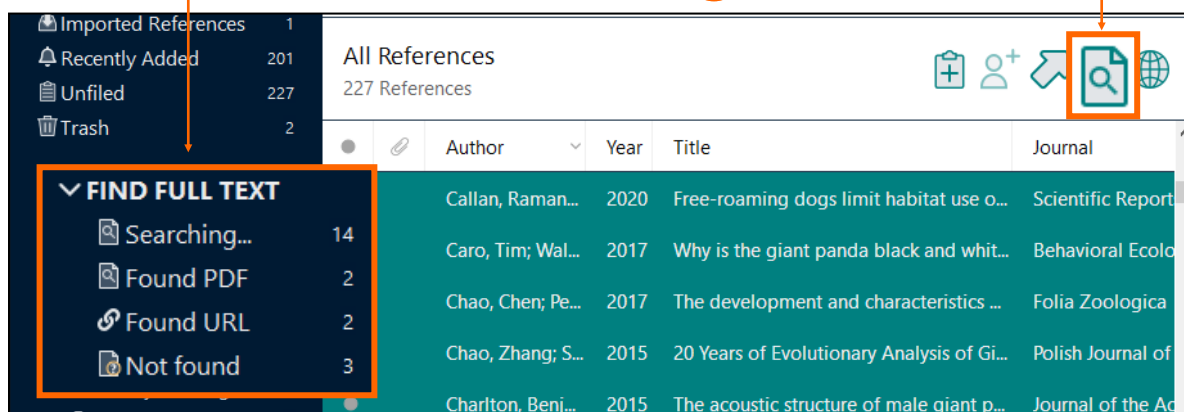 Imported References 1
Recently Added 201
Unfiled 227
Trash 2
FIND FULL TEXT
Searching... 14
Found PDF 2
Found URL 2
Not found 3
All References
227 References
Author Year Title Journal
Callan, Raman... 2020 Free-roaming dogs limit habitat use o... Scientific Report
Caro, Tim; Wal... 2017 Why is the giant panda black and whit... Behavioral Ecolo
Chao, Chen; Pe... 2017 The development and characteristics ... Folia Zoologica
Chao, Zhang; S... 2015 20 Years of Evolutionary Analysis of Gi... Polish Journal of
Charlton, Benj... 2015 The acoustic structure of male giant p... Journal of the Ac